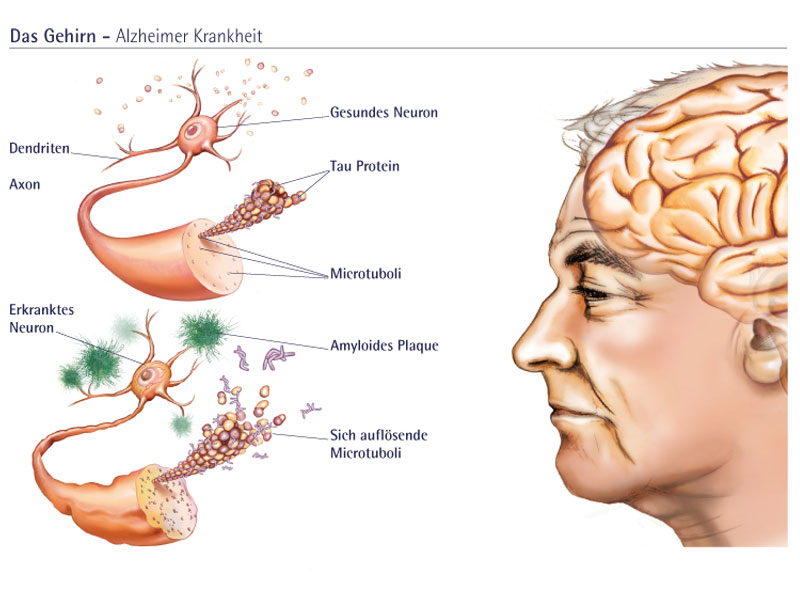 Das Gehirn - Alzheimer Krankheit
Gesundes Neuron
Dendriten
Tau Protein
Axon
Microtuboli
Erkranktes
Neuron
Amyloides Plaque
Sich auflösende
Microtuboli